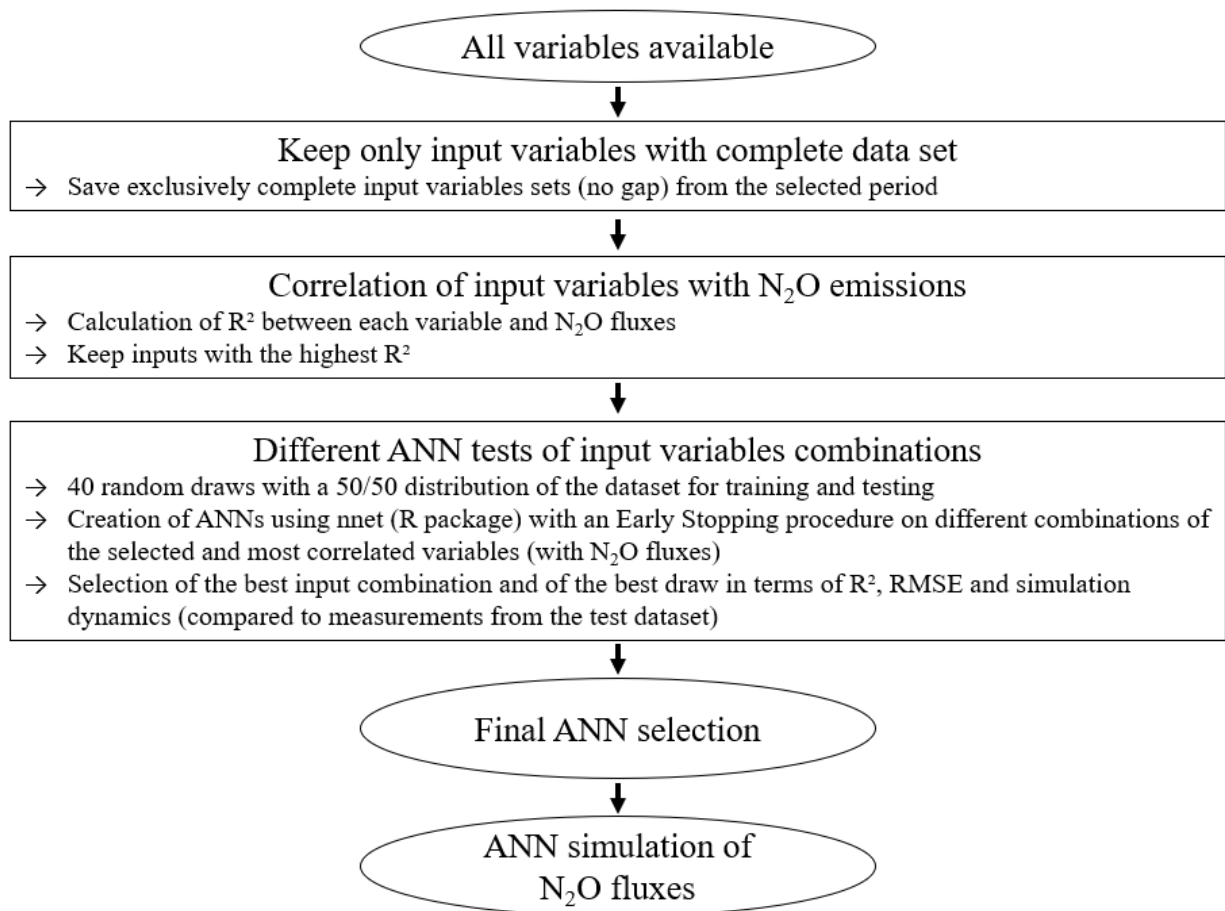 All variables available
Keep only input variables with complete data set
→ Save exclusively complete input variables sets (no gap) from the selected period
Correlation of input variables with N₂O emissions
→ Calculation of R² between each variable and N₂O fluxes
→ Keep inputs with the highest R²
Different ANN tests of input variables combinations
→ 40 random draws with a 50/50 distribution of the dataset for training and testing
→ Creation of ANNs using nnet (R package) with an Early Stopping procedure on different combinations of
the selected and most correlated variables (with N₂O fluxes)
→ Selection of the best input combination and of the best draw in terms of R², RMSE and simulation
dynamics (compared to measurements from the test dataset)
Final ANN selection
ANN simulation of
N₂O fluxes